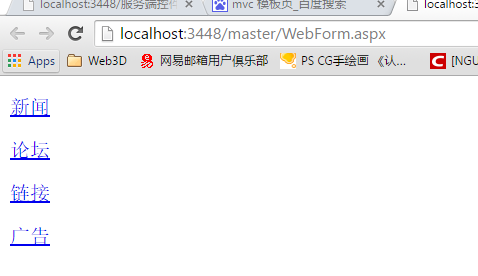 localhost:3448/服务端控件
mvc 模板页_百度搜索
localhost:3448/
localhost:3448/master/WebForm.aspx
Apps Web3D 网易邮箱用户俱乐部 PS CG手绘画 《认... [NGU
新闻
论坛
链接
广告